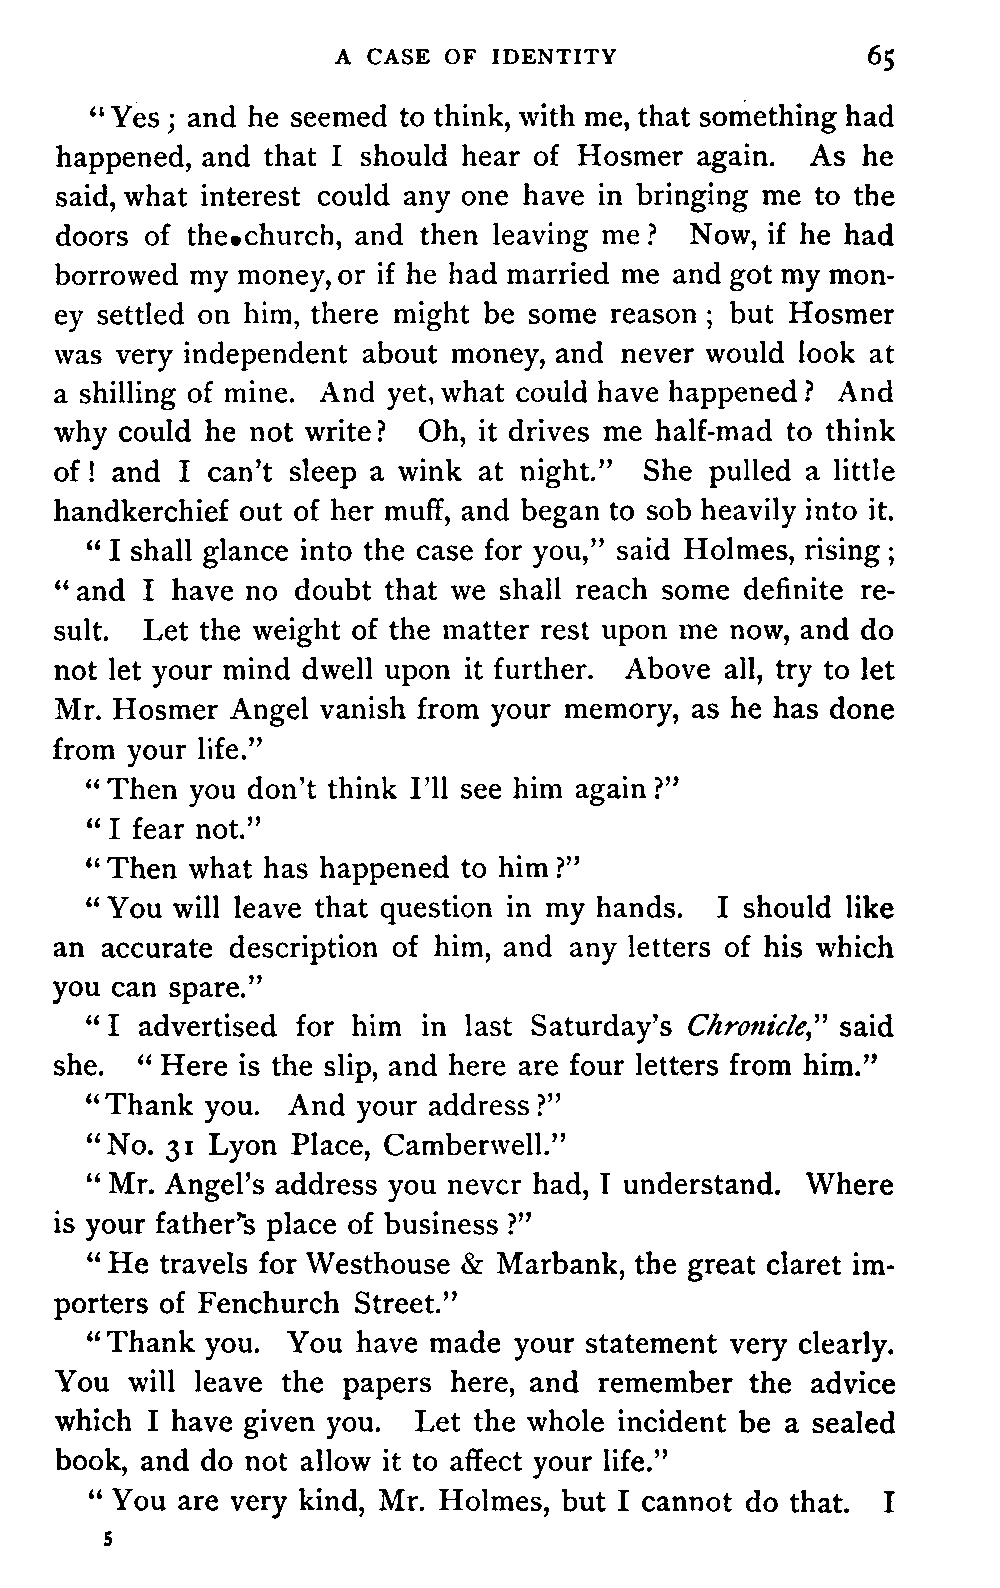 A CASE OF IDENTITY 65
“Yes; and he seemed to think, with me, that something had
happened, and that I should hear of Hosmer again. As he
said, what interest could any one have in bringing me to the
doors of the church, and then leaving me? Now, if he had
borrowed my money, or if he had married me and got my mon-
ey settled on him, there might be some reason; but Hosmer
was very independent about money, and never would look at
a shilling of mine. And yet, what could have happened? And
why could he not write? Oh, it drives me half-mad to think
of! and I can't sleep a wink at night.” She pulled a little
handkerchief out of her muff, and began to sob heavily into it.
“I shall glance into the case for you,” said Holmes, rising;
“and I have no doubt that we shall reach some definite re-
sult. Let the weight of the matter rest upon me now, and do
not let your mind dwell upon it further. Above all, try to let
Mr. Hosmer Angel vanish from your memory, as he has done
from your life.”
“Then you don't think I'll see him again?”
“I fear not.”
“Then what has happened to him?”
“You will leave that question in my hands. I should like
an accurate description of him, and any letters of his which
you can spare.”
“I advertised for him in last Saturday's Chronicle,” said
she. “Here is the slip, and here are four letters from him.”
“Thank you. And your address?”
“No. 31 Lyon Place, Camberwell.”
“Mr. Angel's address you never had, I understand. Where
is your father's place of business?”
“He travels for Westhouse & Marbank, the great claret im-
porters of Fenchurch Street.”
“Thank you. You have made your statement very clearly.
You will leave the papers here, and remember the advice
which I have given you. Let the whole incident be a sealed
book, and do not allow it to affect your life.”
“You are very kind, Mr. Holmes, but I cannot do that. I
5